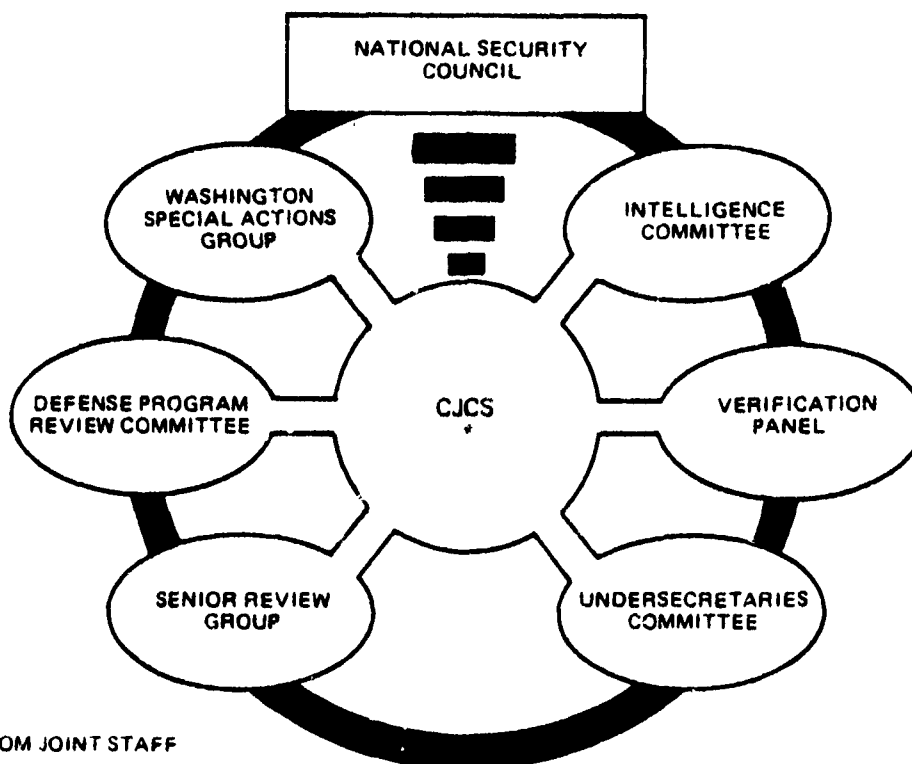 NATIONAL SECURITY
COUNCIL
WASHINGTON
SPECIAL ACTIONS
GROUP
INTELLIGENCE
COMMITTEE
DEFENSE PROGRAM
REVIEW COMMITTEE
CJCS
*
VERIFICATION
PANEL
SENIOR REVIEW
GROUP
UNDERSECRETARIES
COMMITTEE
OM JOINT STAFF